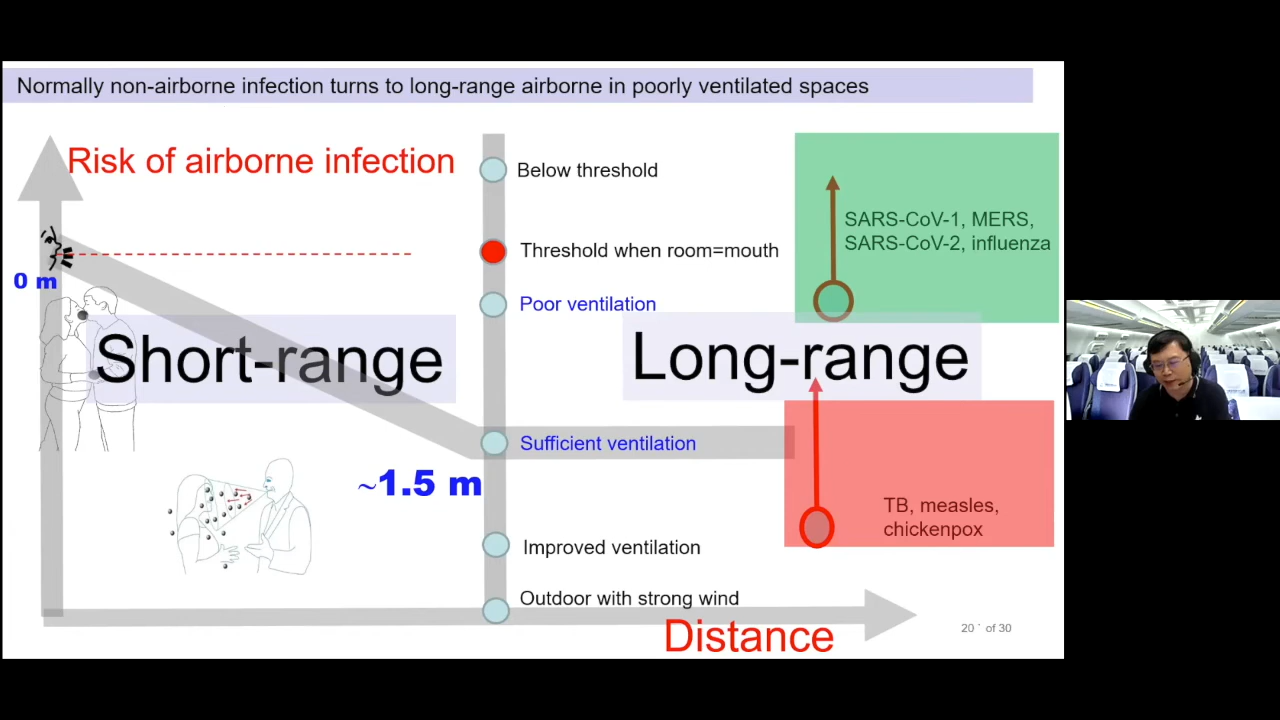 Normally non-airborne infection turns to long-range airborne in poorly ventilated spaces
Risk of airborne infection
0 m
Short-range
~1.5 m
Below threshold
Threshold when room=mouth
Poor ventilation
Long-range
Sufficient ventilation
Improved ventilation
Outdoor with strong wind
Distance
SARS-CoV-1, MERS,
SARS-CoV-2, influenza
TB, measles,
chickenpox
20 of 30